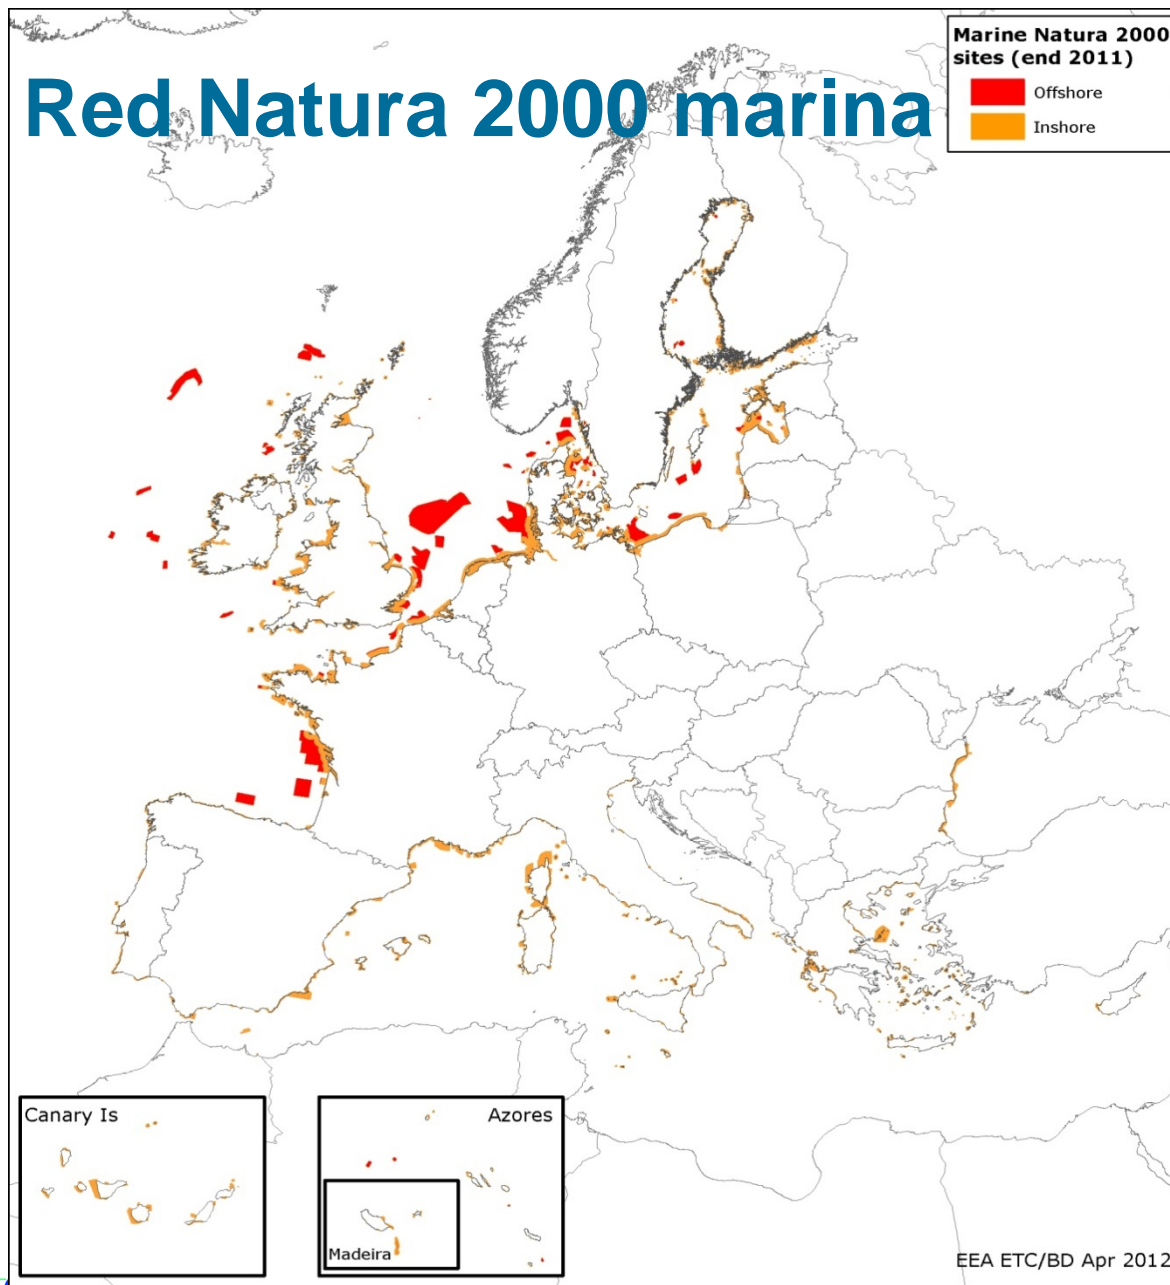 Marine Natura 2000
sites (end 2011)
Offshore
Inshore
Red Natura 2000 marina
Canary Is
Azores
Madeira
EEA ETC/BD Apr 2012